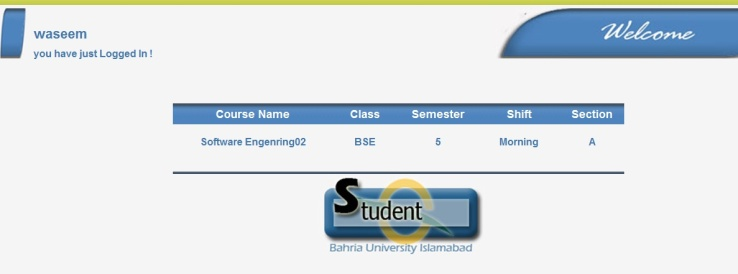 waseem
you have just Logged In !
Welcome
Course Name Class Semester Shift Section
Software Engenring02 BSE 5 Morning A
Student
Bahria University Islamabad